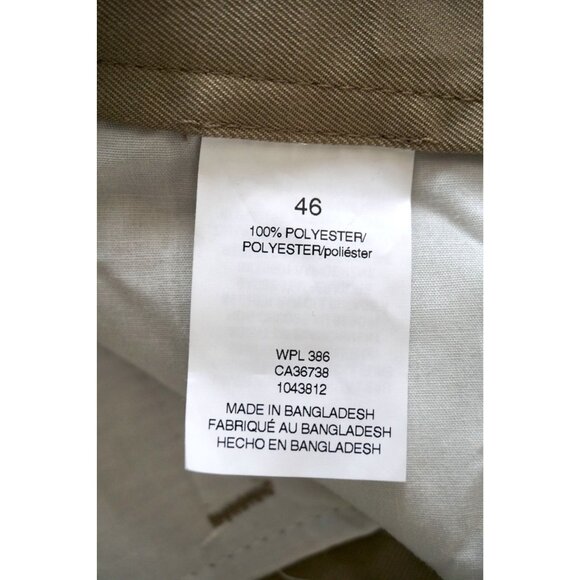 46
100% POLYESTER/
POLYESTER/poliéster
WPL 386
CA36738
1043812
MADE IN BANGLADESH
FABRIQUÉ AU BANGLADESH
HECHO EN BANGLADESH